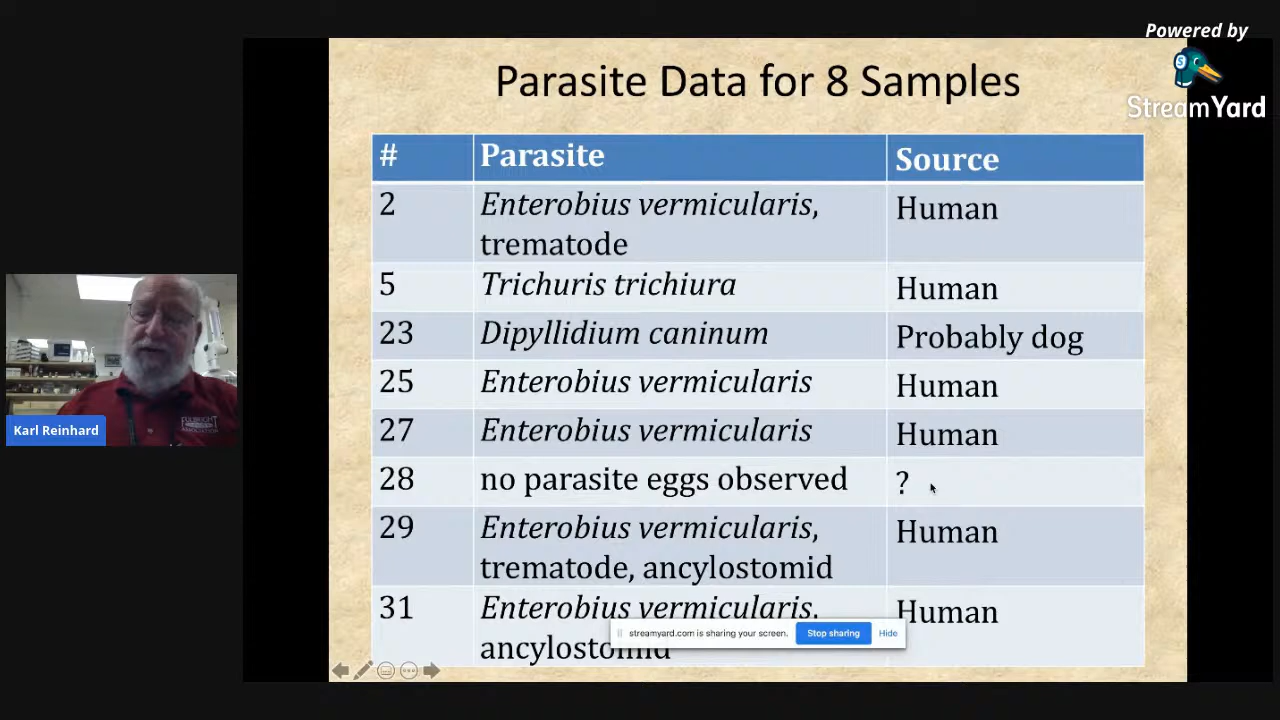 Powered by
StreamYard
Parasite Data for 8 Samples
# Parasite Source
2 Enterobius vermicularis, Human
trematode
5 Trichuris trichiura Human
23 Dipyllidium caninum Probably dog
25 Enterobius vermicularis Human
27 Enterobius vermicularis Human
28 no parasite eggs observed ?
29 Enterobius vermicularis, Human
trematode, ancylostomid
31 Enterobius vermicularis, Human
ancylostomid
streamyard.com is sharing your screen. Stop sharing Hide
Karl Reinhard